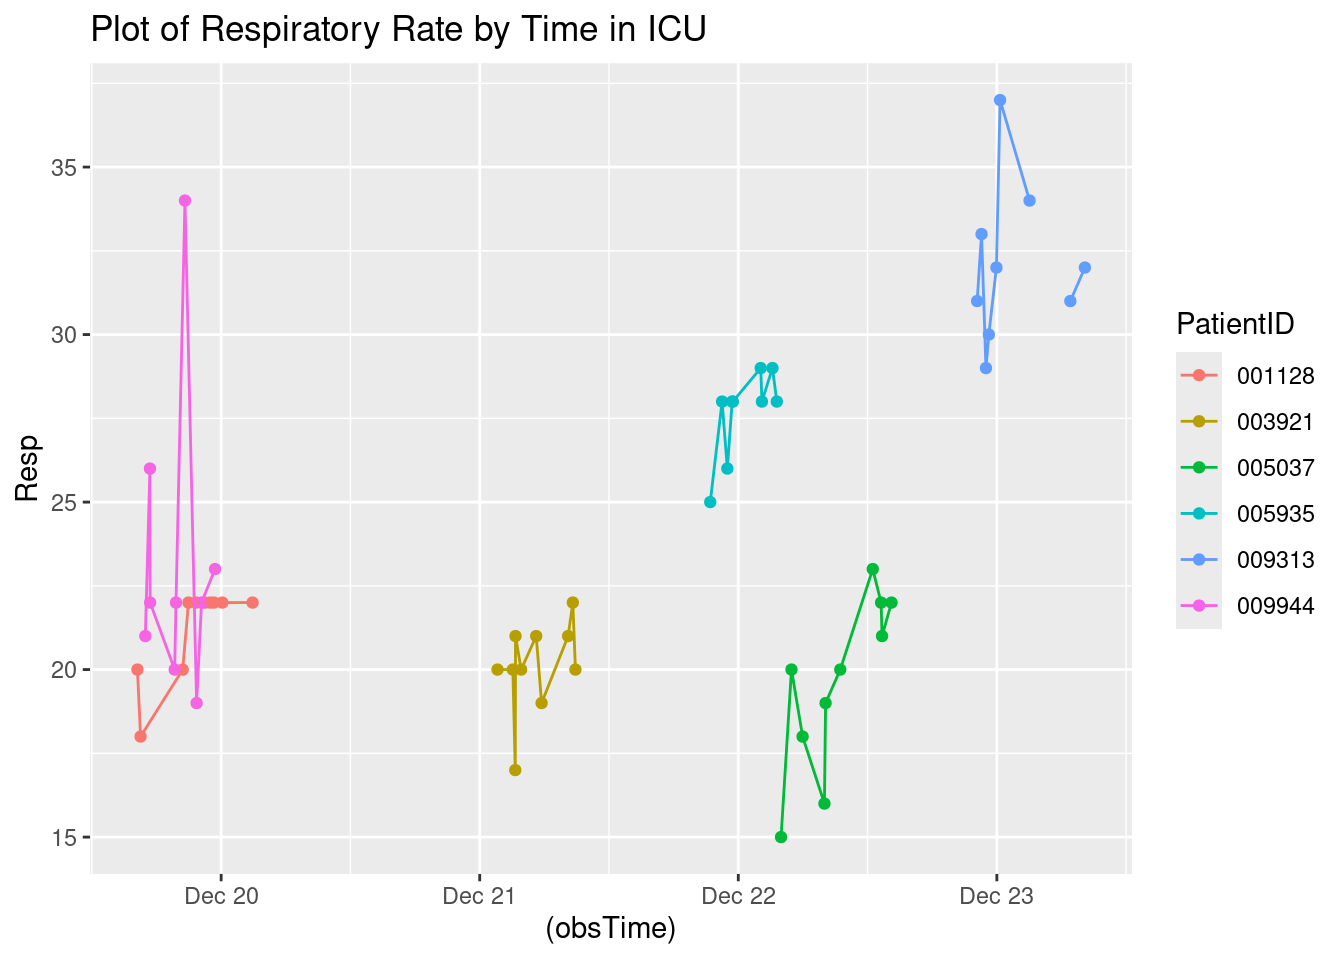 Plot of Respiratory Rate by Time in ICU
Resp
35
30
25
20
15
Dec 20
Dec 21
Dec 22
Dec 23
(obsTime)
PatientID
001128
003921
005037
005935
009313
009944